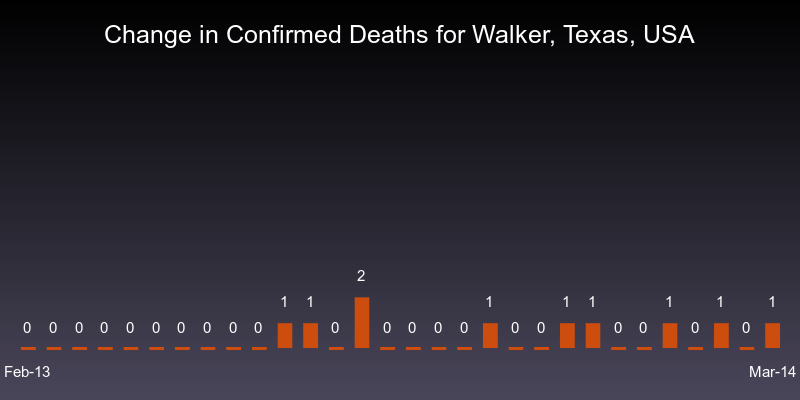 Change in Confirmed Deaths for Walker, Texas, USA
0 0 0 0 0 0 0 0 0 0 1 1 0 2 0 0 0 0 1 0 0 1 1 0 0 1 0 1 0 1
Feb-13 Mar-14